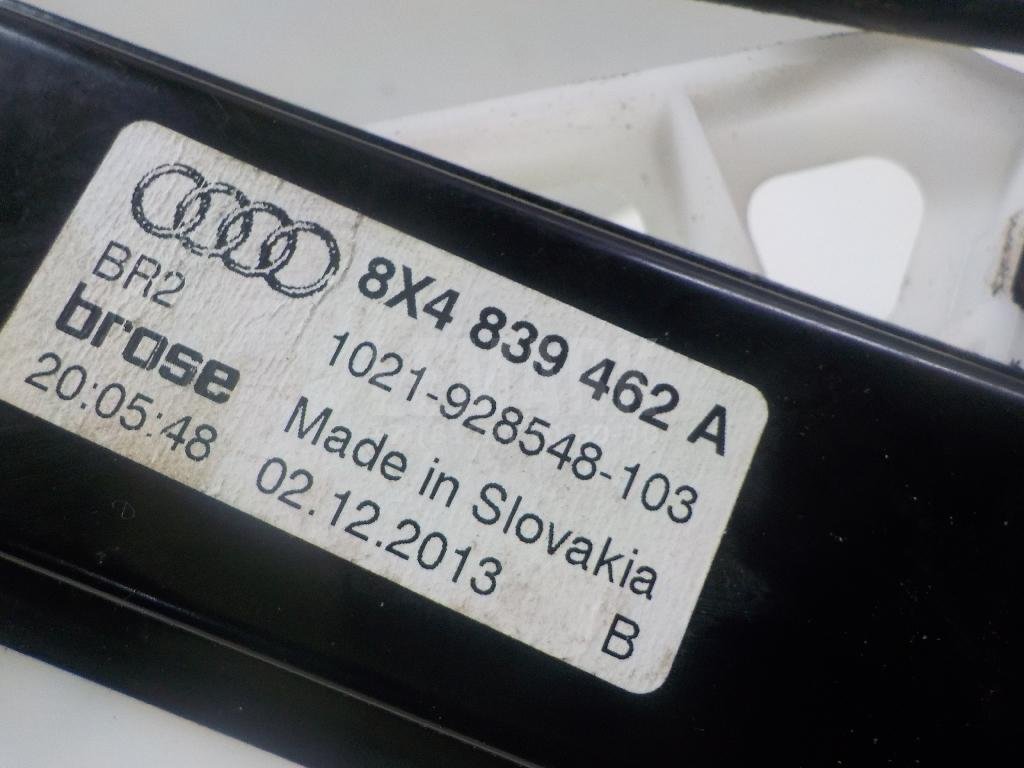 8X4 839 462 A
BR2
1021-928548-103
brose
Made in Slovakia
20:05:48
02.12.2013
B